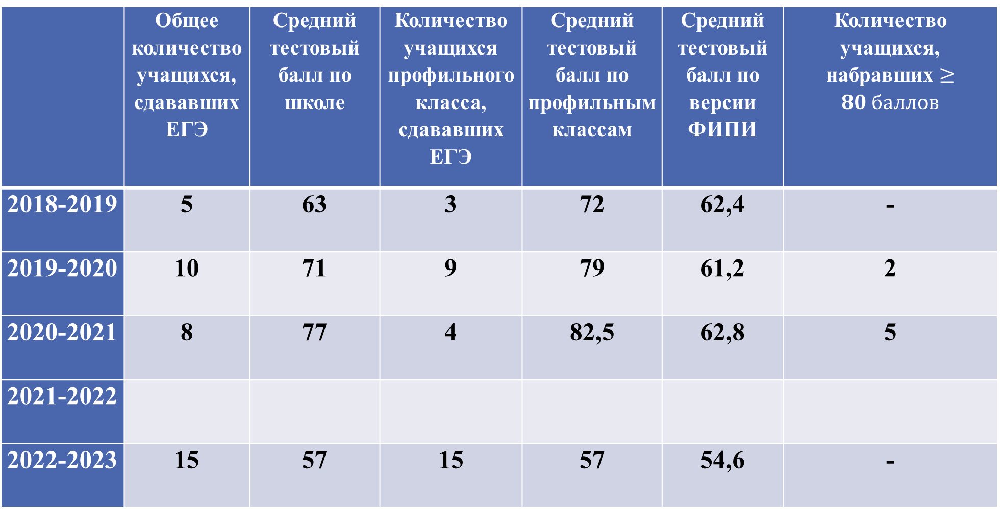 Общее
количество
учащихся,
сдававших
ЕГЭ
Средний
тестовый
балл по
школе
Количество
учащихся
профильного
класса,
сдававших
ЕГЭ
Средний
тестовый
балл по
профильным
классам
Средний
тестовый
балл по
версии
ФИПИ
Количество
учащихся,
набравших ≥
80 баллов
2018-2019 5 63 3 72 62,4 -
2019-2020 10 71 9 79 61,2 2
2020-2021 8 77 4 82,5 62,8 5
2021-2022
2022-2023 15 57 15 57 54,6 -